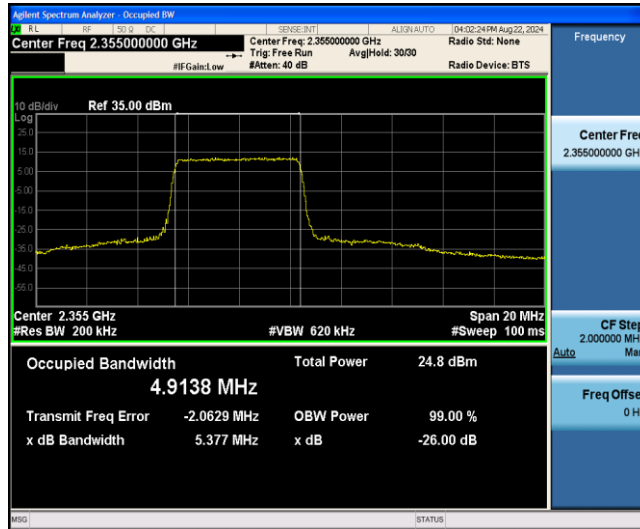 Agilent Spectrum Analyzer - Occupied BW
RL RF 50 Ω DC SENSE:INT ALIGN AUTO 04:02:24 PM Aug 22, 2024
Center Freq 2.355000000 GHz
Center Freq: 2.355000000 GHz
Radio Std: None
Trig: Free Run Avg|Hold: 30/30
#IFGain:Low
#Atten: 40 dB
Radio Device: BTS
Frequency
10 dB/div Ref 35.00 dBm
Log
25.0
15.0
5.00
-5.00
-15.0
-25.0
-35.0
-45.0
-55.0
Center 2.355 GHz Span 20 MHz
#Res BW 200 kHz #VBW 620 kHz #Sweep 100 ms
Occupied Bandwidth Total Power 24.8 dBm
4.9138 MHz
Transmit Freq Error -2.0629 MHz OBW Power 99.00 %
x dB Bandwidth 5.377 MHz x dB -26.00 dB
Center Fre
2.355000000 GH
CF Step
2.000000 MH
Auto Ma
Freq Offse
0 H
MSG STATUS